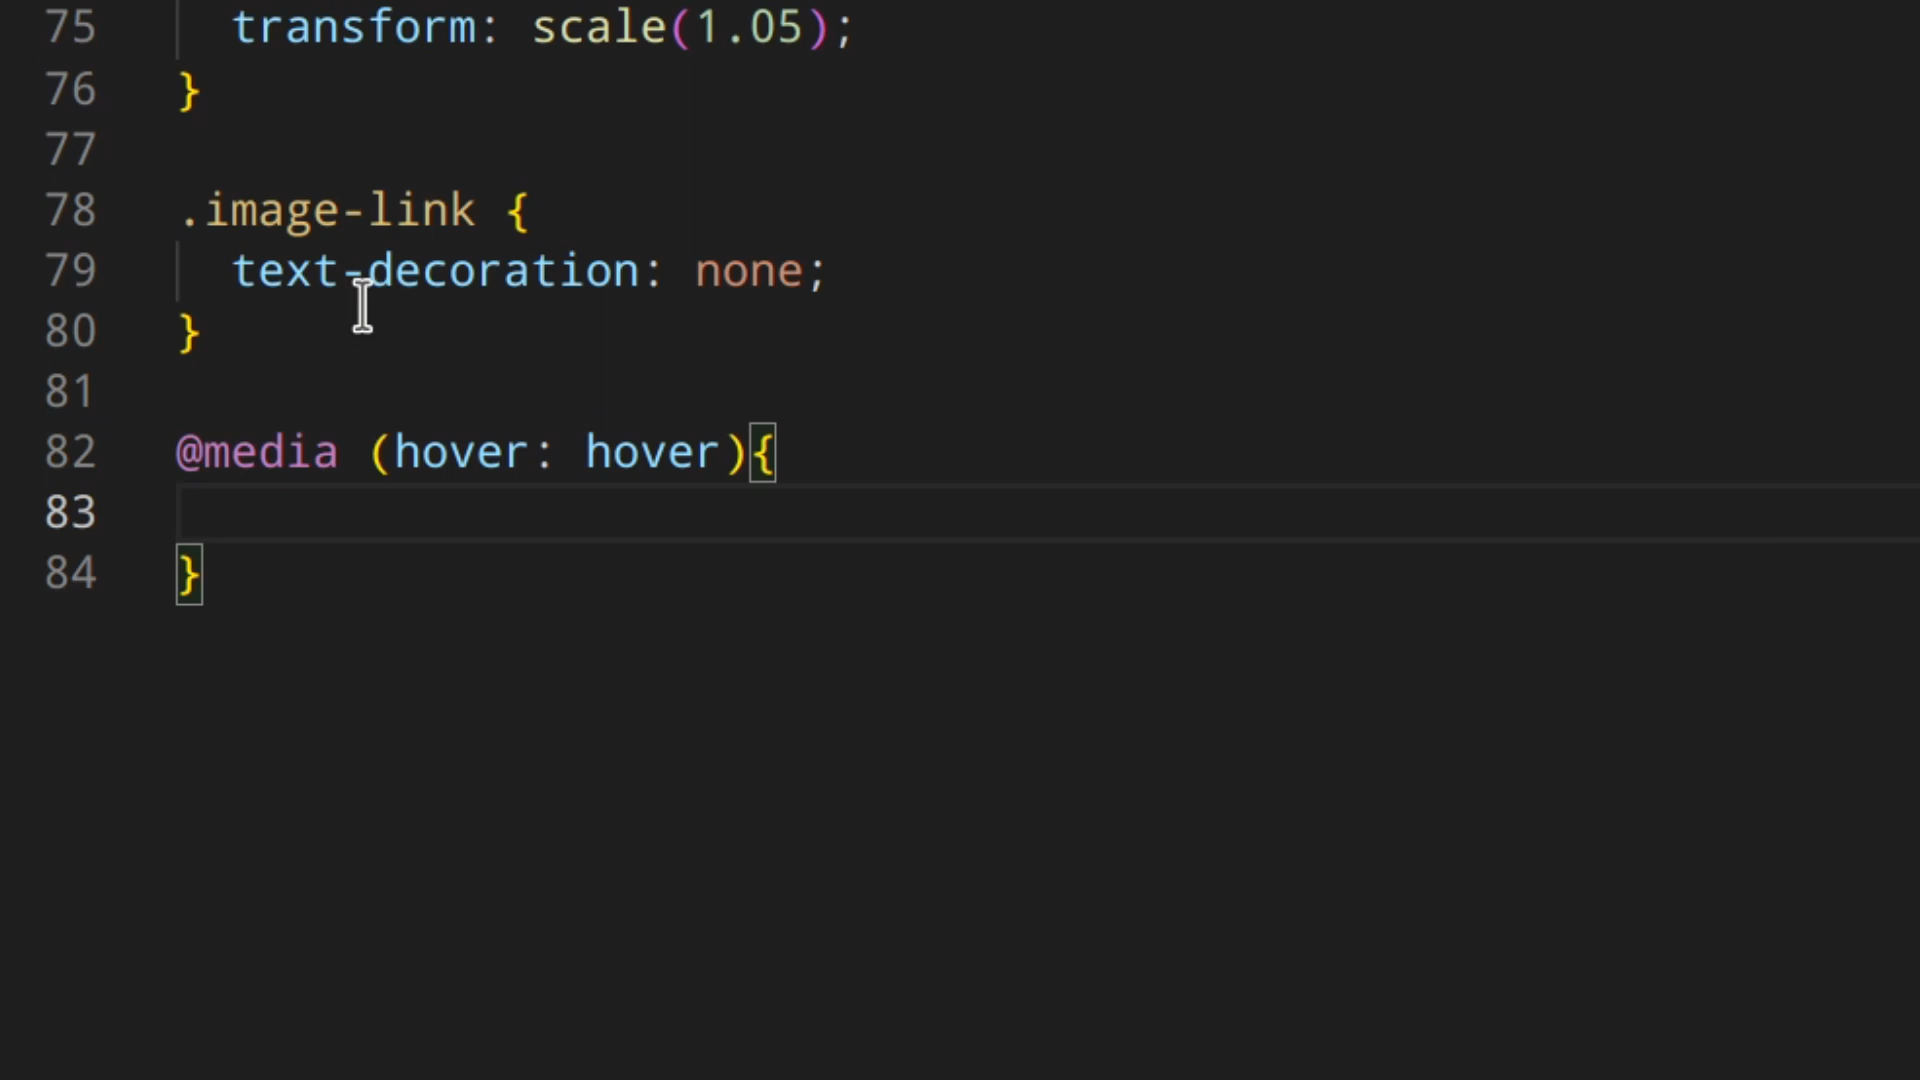 75 transform: scale(1.05);
76 }
77
78 .image-link {
79 text-decoration: none;
80 }
81
82 @media (hover: hover){
83
84 }